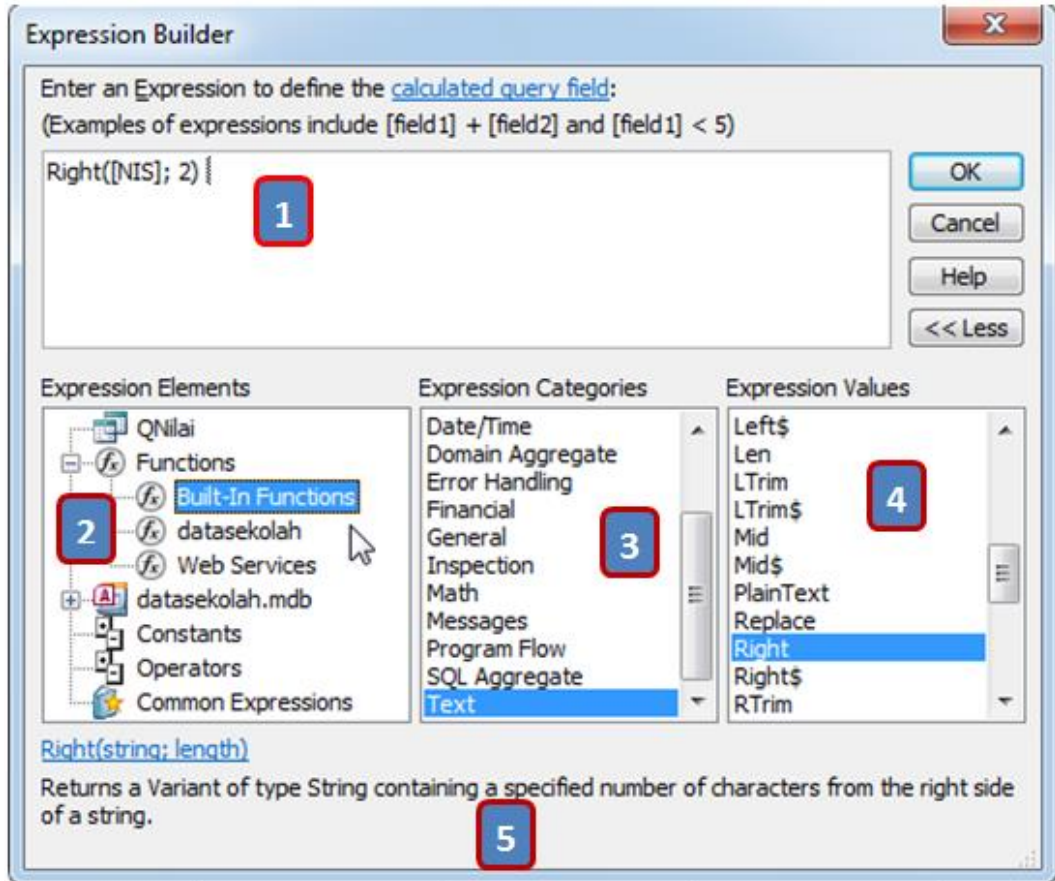 Expression Builder
Enter an Expression to define the calculated query field:
(Examples of expressions include [field1] + [field2] and [field1] < 5)
Right([NIS]; 2)
1
OK
Cancel
Help
<< Less
Expression Elements
QNilai
Functions
Built-In Functions
datasekolah
Web Services
datasekolah.mdb
Constants
Operators
Common Expressions
2
Expression Categories
Date/Time
Domain Aggregate
Error Handling
Financial
General
Inspection
Math
Messages
Program Flow
SQL Aggregate
Text
3
Expression Values
Left$
Len
LTrim
LTrim$
Mid
Mid$
PlainText
Replace
Right
Right$
RTrim
4
Right(string; length)
Returns a Variant of type String containing a specified number of characters from the right side
of a string.
5